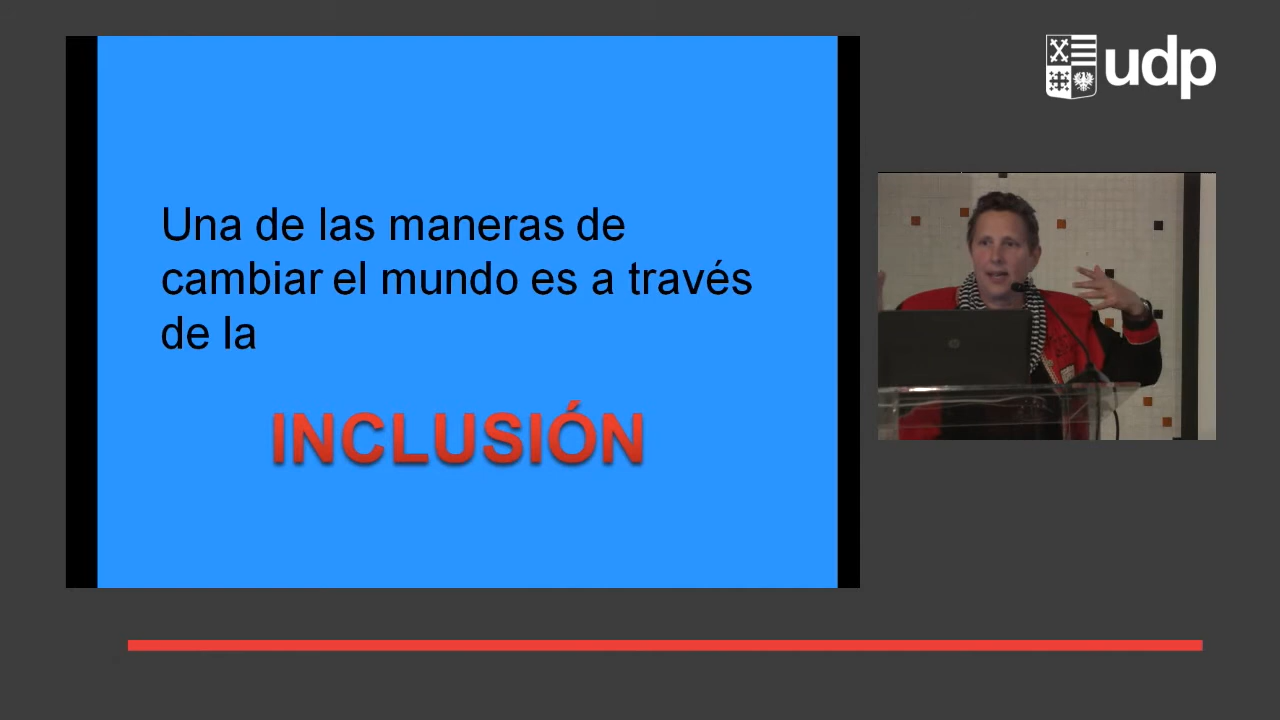 Una de las maneras de
cambiar el mundo es a través
de la
INCLUSIÓN
udp